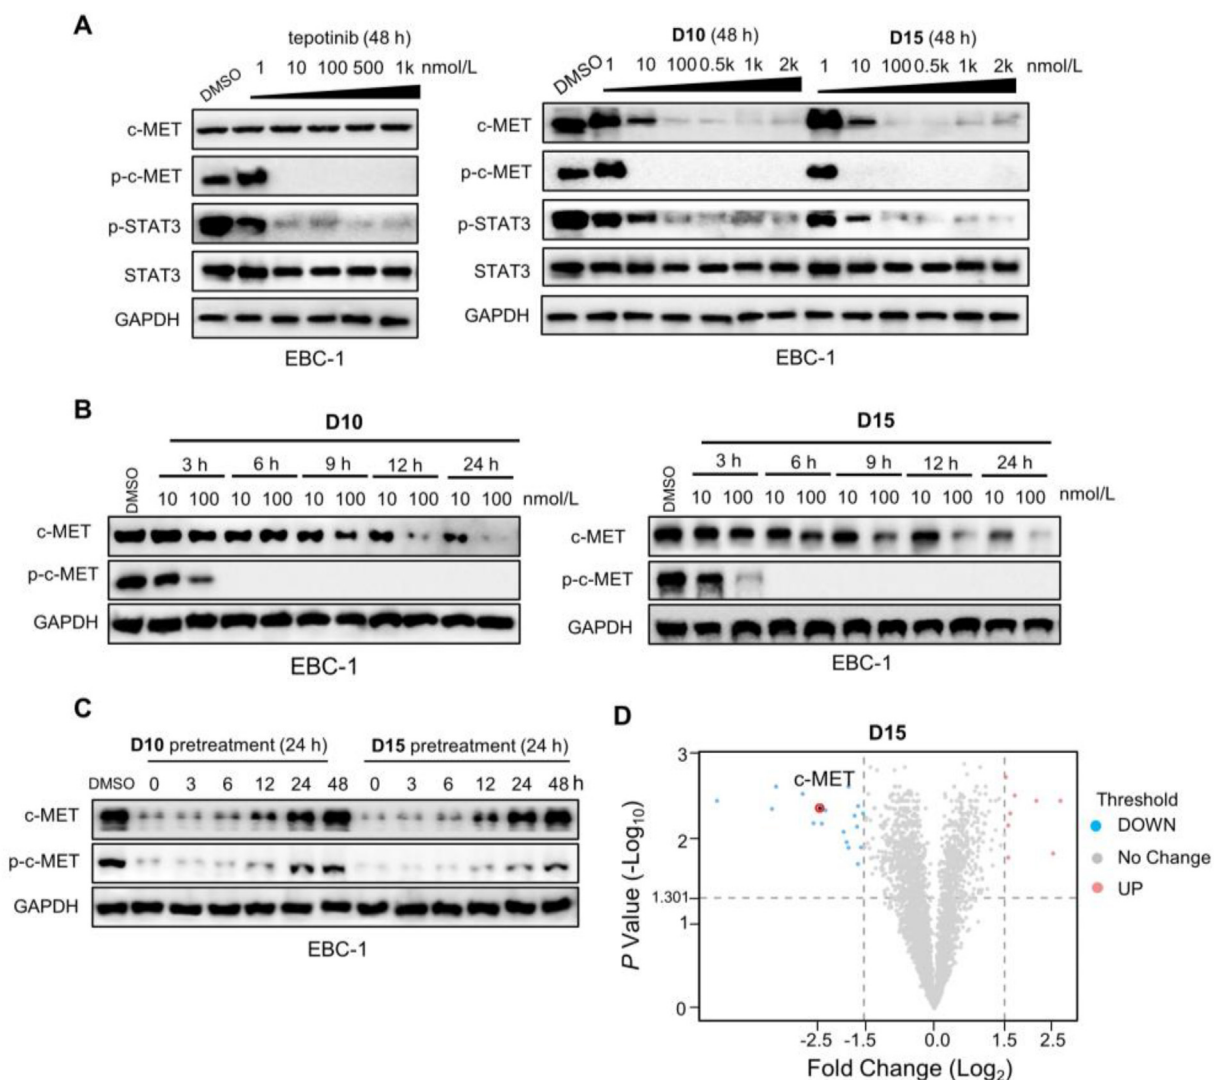 A
tepotinib (48 h)
DMSO 1 10 100 500 1k nmol/L
c-MET
p-c-MET
p-STAT3
STAT3
GAPDH
EBC-1
D10 (48 h) D15 (48 h)
DMSO 1 10 100 0.5k 1k 2k 1 10 100 0.5k 1k 2k nmol/L
c-MET
p-c-MET
p-STAT3
STAT3
GAPDH
EBC-1
B
D10
3 h 6 h 9 h 12 h 24 h
DMSO 10 100 10 100 10 100 10 100 10 100 nmol/L
c-MET
p-c-MET
GAPDH
EBC-1
D15
3 h 6 h 9 h 12 h 24 h
DMSO 10 100 10 100 10 100 10 100 10 100 nmol/L
c-MET
p-c-MET
GAPDH
EBC-1
C
D10 pretreatment (24 h) D15 pretreatment (24 h)
DMSO 0 3 6 12 24 48 0 3 6 12 24 48 h
c-MET
p-c-MET
GAPDH
EBC-1
D
D15
c-MET
P Value (-Log10)
3
2
1.301
1
0
-2.5 -1.5 0.0 1.5 2.5
Fold Change (Log2)
Threshold
DOWN
No Change
UP